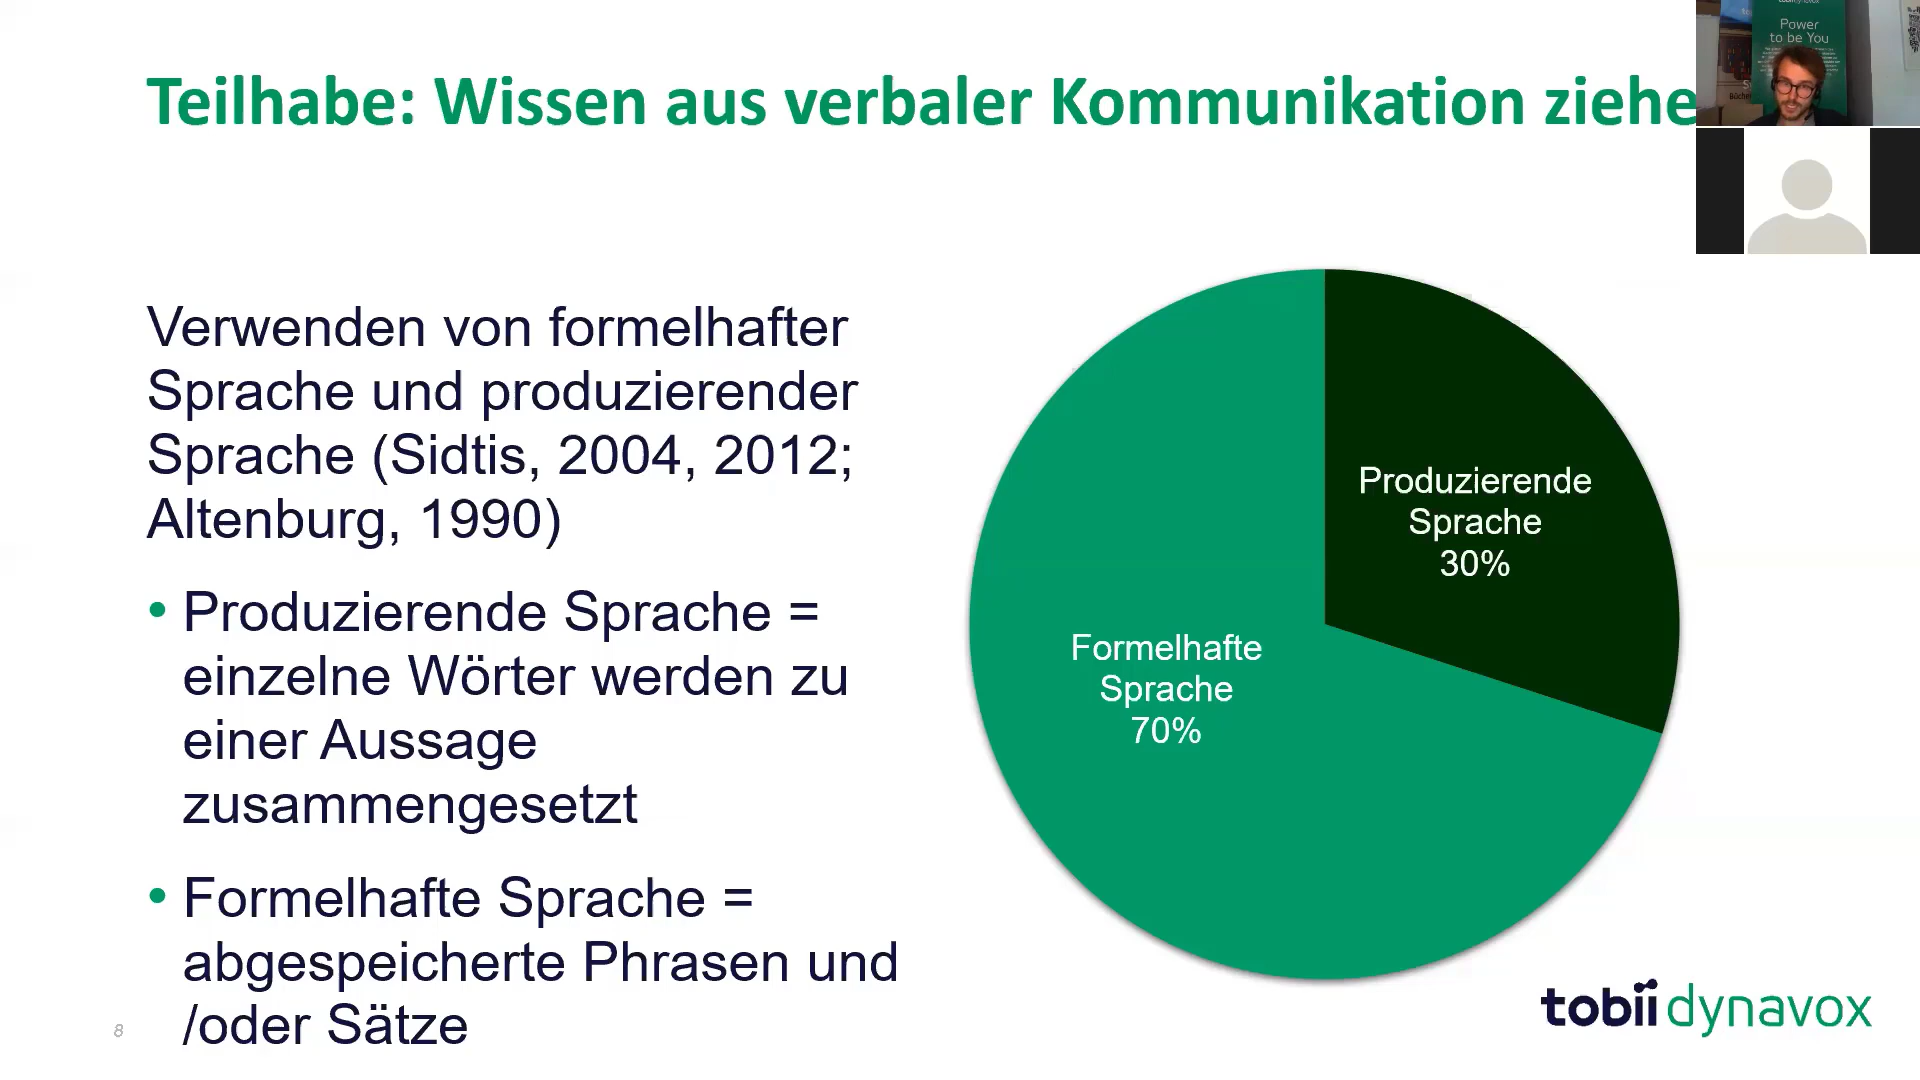 Teilhabe: Wissen aus verbaler Kommunikation ziehe
Power
to be You
Verwenden von formelhafter
Sprache und produzierender
Sprache (Sidtis, 2004, 2012;
Altenburg, 1990)
• Produzierende Sprache =
einzelne Wörter werden zu
einer Aussage
zusammengesetzt
• Formelhafte Sprache =
abgespeicherte Phrasen und
/oder Sätze
Produzierende
Sprache
30%
Formelhafte
Sprache
70%
8
tobii dynavox